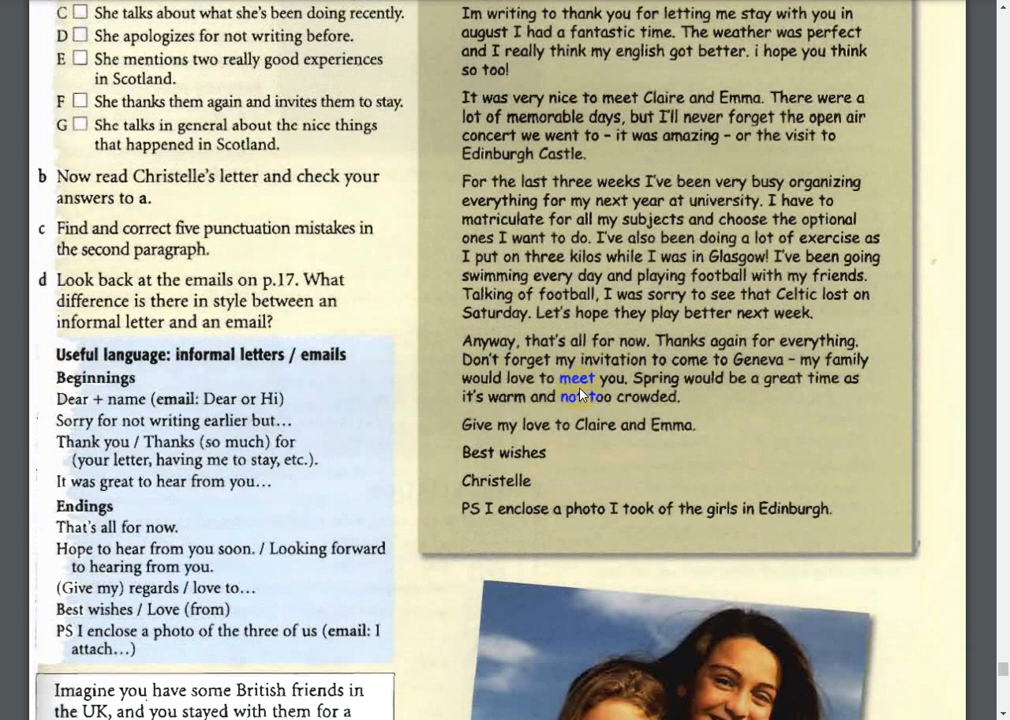 C She talks about what she's been doing recently.
D She apologizes for not writing before.
E She mentions two really good experiences
in Scotland.
F She thanks them again and invites them to stay.
G She talks in general about the nice things
that happened in Scotland.
b Now read Christelle's letter and check your
answers to a.
c Find and correct five punctuation mistakes in
the second paragraph.
d Look back at the emails on p.17. What
difference is there in style between an
informal letter and an email?
Useful language: informal letters / emails
Beginnings
Dear + name (email: Dear or Hi)
Sorry for not writing earlier but...
Thank you / Thanks (so much) for
(your letter, having me to stay, etc.).
It was great to hear from you...
Endings
That's all for now.
Hope to hear from you soon. / Looking forward
to hearing from you.
(Give my) regards / love to...
Best wishes / Love (from)
PS I enclose a photo of the three of us (email: I
attach...)
Imagine you have some British friends in
the UK, and you stayed with them for a
Im writing to thank you for letting me stay with you in
august I had a fantastic time. The weather was perfect
and I really think my english got better. i hope you think
so too!
It was very nice to meet Claire and Emma. There were a
lot of memorable days, but I'll never forget the open air
concert we went to – it was amazing – or the visit to
Edinburgh Castle.
For the last three weeks I've been very busy organizing
everything for my next year at university. I have to
matriculate for all my subjects and choose the optional
ones I want to do. I've also been doing a lot of exercise as
I put on three kilos while I was in Glasgow! I've been going
swimming every day and playing football with my friends.
Talking of football, I was sorry to see that Celtic lost on
Saturday. Let's hope they play better next week.
Anyway, that's all for now. Thanks again for everything.
Don't forget my invitation to come to Geneva – my family
would love to meet you. Spring would be a great time as
it's warm and not too crowded.
Give my love to Claire and Emma.
Best wishes
Christelle
PS I enclose a photo I took of the girls in Edinburgh.